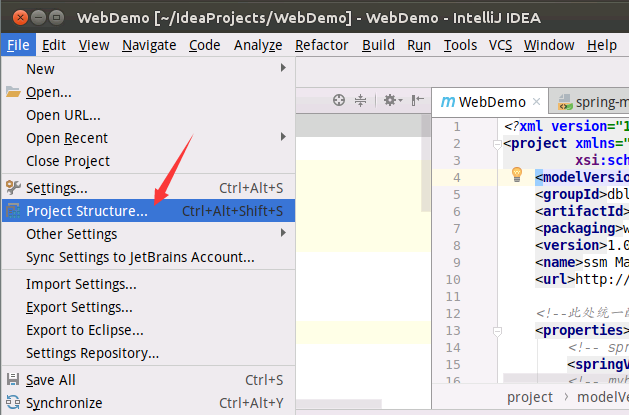 WebDemo [~/IdeaProjects/WebDemo] - WebDemo - IntelliJ IDEA
File Edit View Navigate Code Analyze Refactor Build Run Tools VCS Window Help
New
Open...
Open URL...
Open Recent
Close Project
Settings... Ctrl+Alt+S
Project Structure... Ctrl+Alt+Shift+S
Other Settings
Sync Settings to JetBrains Account...
Import Settings...
Export Settings...
Export to Eclipse...
Settings Repository...
Save All Ctrl+S
Synchronize Ctrl+Alt+Y
m WebDemo spring-m
1 <?xml version="1
2 <project xmlns="
3 xsi:sch
4 <modelVersio
5 <groupId>dbl
6 <artifactId>
7 <packaging>w
8 <version>1.0
9 <name>ssm Ma
10 <url>http://
11
12 <!--此处统一
13 <properties>
14 <!-- spr
15 <springV
16 <!-- myb
project modelVe